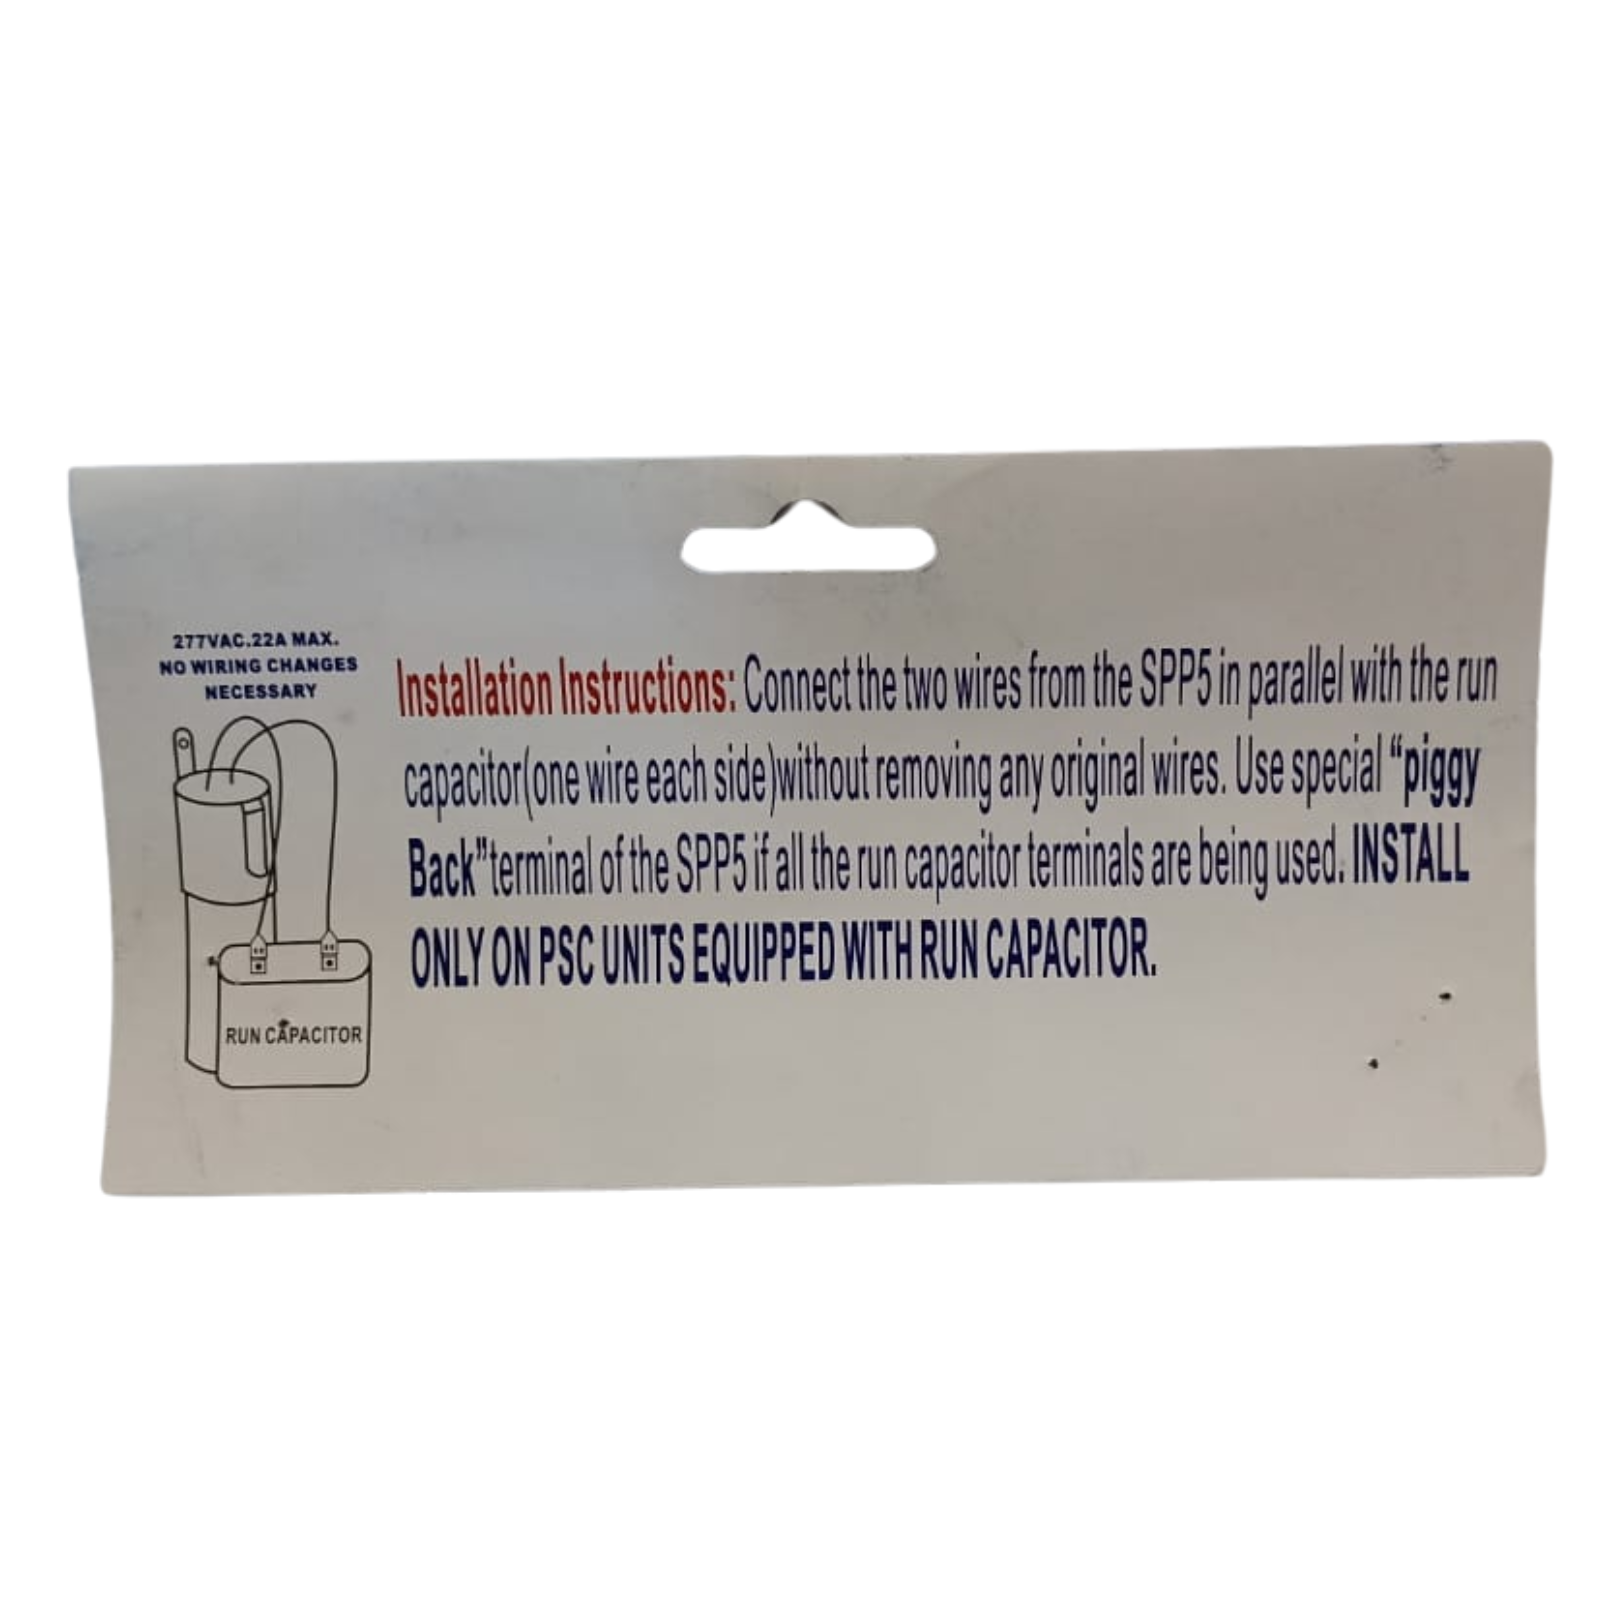 277VAC.22A MAX.
NO WIRING CHANGES
NECESSARY
Installation Instructions: Connect the two wires from the SPP5 in parallel with the run
capacitor(one wire each side)without removing any original wires. Use special “piggy
Back”terminal of the SPP5 if all the run capacitor terminals are being used. INSTALL
ONLY ON PSC UNITS EQUIPPED WITH RUN CAPACITOR.
RUN CAPACITOR